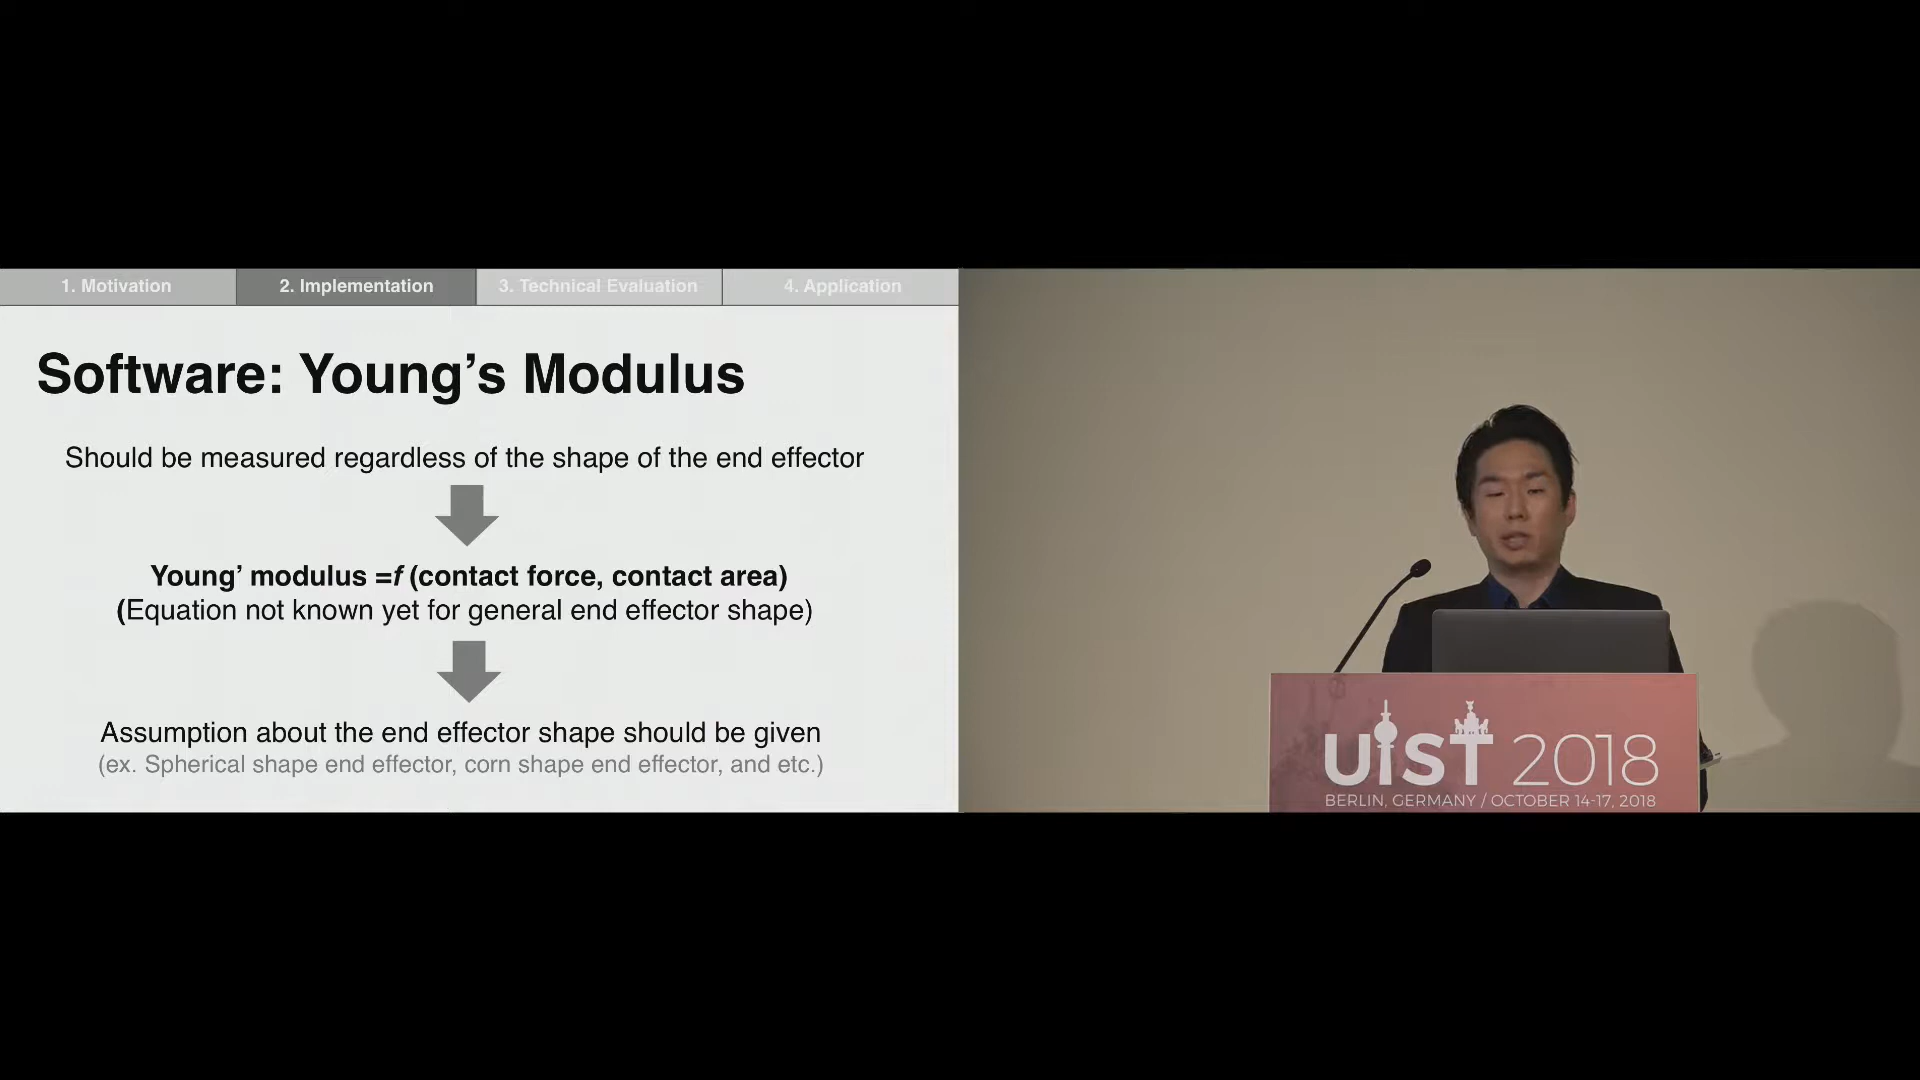 1. Motivation
2. Implementation
3. Technical Evaluation
4. Application
Software: Young’s Modulus
Should be measured regardless of the shape of the end effector
Young’ modulus =f (contact force, contact area)
(Equation not known yet for general end effector shape)
Assumption about the end effector shape should be given
(ex. Spherical shape end effector, corn shape end effector, and etc.)
UIST 2018
BERLIN, GERMANY / OCTOBER 14-17, 2018